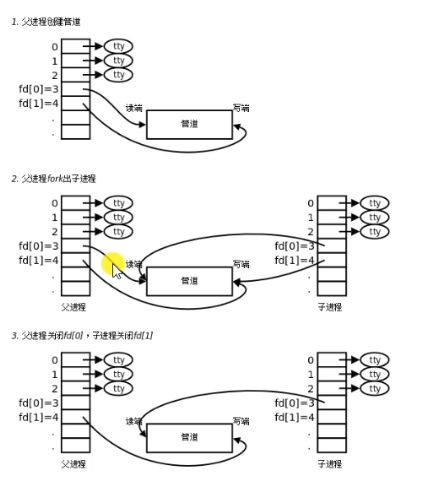 1. 父进程创建管道
0 tty
1 tty
2 tty
fd[0]=3
fd[1]=4
.
.
读端 写端
管道
2. 父进程fork出子进程
0 tty 0 tty
1 tty 1 tty
2 tty 2 tty
fd[0]=3 fd[0]=3
fd[1]=4 读端 写端 fd[1]=4
. 管道 .
. .
父进程 子进程
3. 父进程关闭fd[0]，子进程关闭fd[1]
0 tty 0 tty
1 tty 1 tty
2 tty 2 tty
fd[0]=3 fd[0]=3
fd[1]=4 读端 写端 fd[1]=4
. 管道 .
. .
父进程 子进程